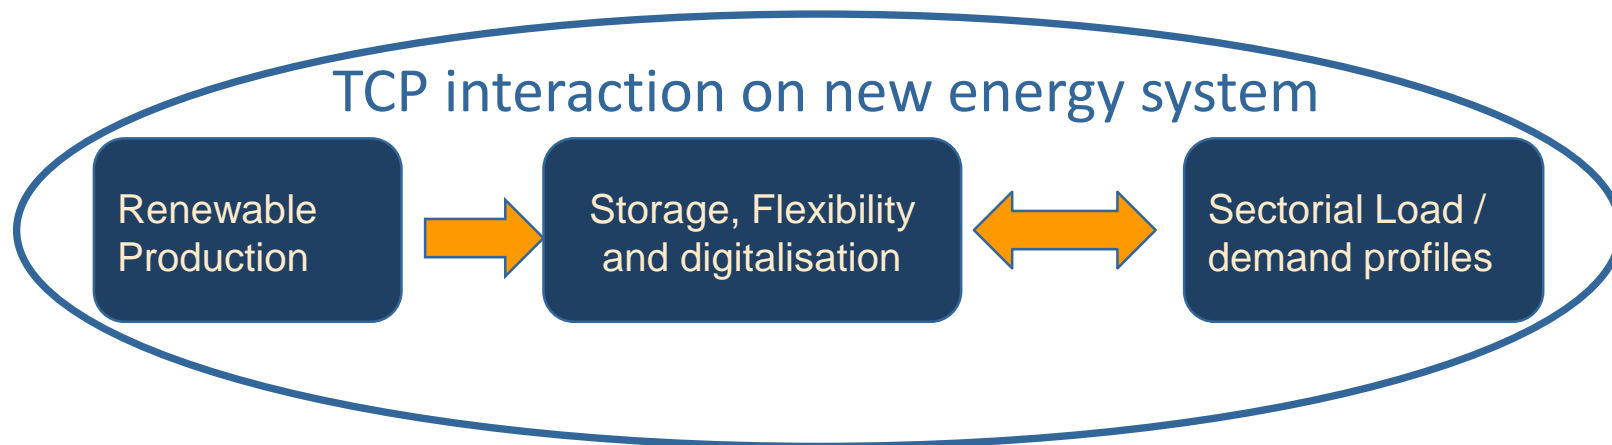 TCP interaction on new energy system
Renewable
Production
Storage, Flexibility
and digitalisation
Sectorial Load /
demand profiles